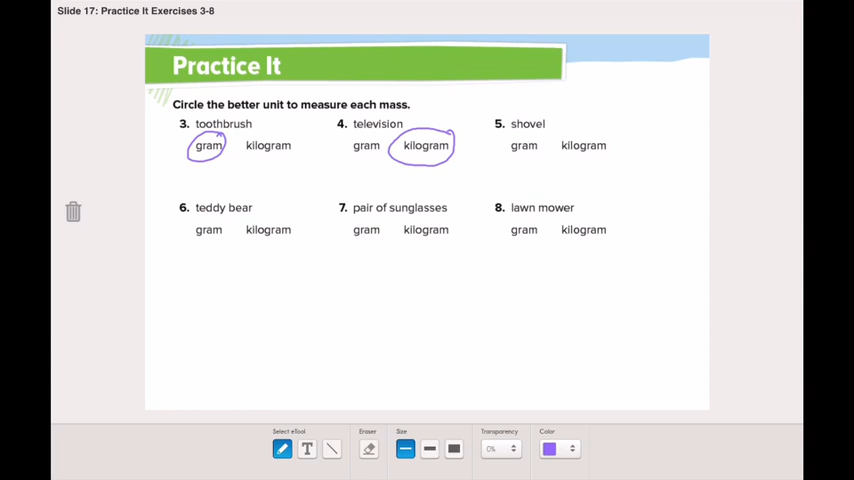 Slide 17: Practice It Exercises 3-8
Practice It
Circle the better unit to measure each mass.
3. toothbrush 4. television 5. shovel
gram kilogram gram kilogram gram kilogram
6. teddy bear 7. pair of sunglasses 8. lawn mower
gram kilogram gram kilogram gram kilogram
Select eTool Eraser Size Transparency Color
T 0%